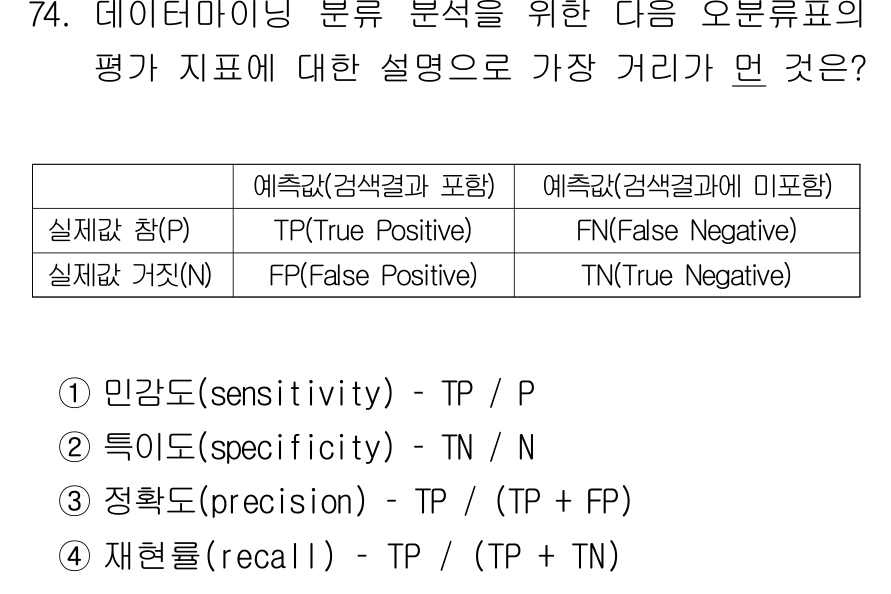 74. 데이터마이닝 분류 분석을 위한 다음 오분류표의
평가 지표에 대한 설명으로 가장 거리가 먼 것은?
예측값(검색결과 포함) 예측값(검색결과에 미포함)
실제값 참(P) TP(True Positive) FN(False Negative)
실제값 거짓(N) FP(False Positive) TN(True Negative)
① 민감도(sensitivity) - TP / P
② 특이도(specificity) - TN / N
③ 정확도(precision) - TP / (TP + FP)
④ 재현률(recall) - TP / (TP + TN)